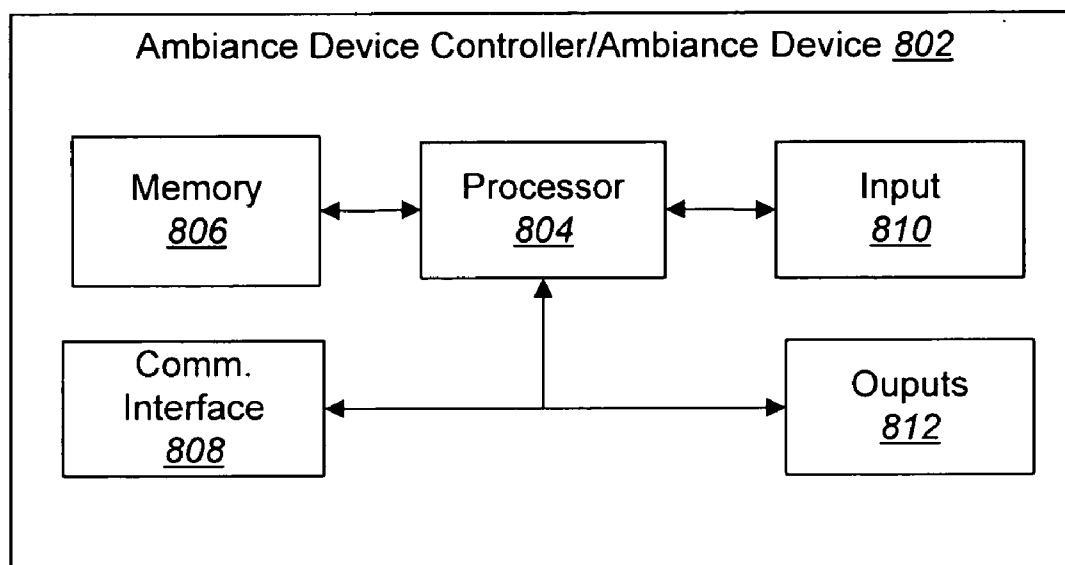 Ambiance Device Controller/Ambiance Device 802
Memory
806
Processor
804
Input
810
Comm.
Interface
808
Ouputs
812